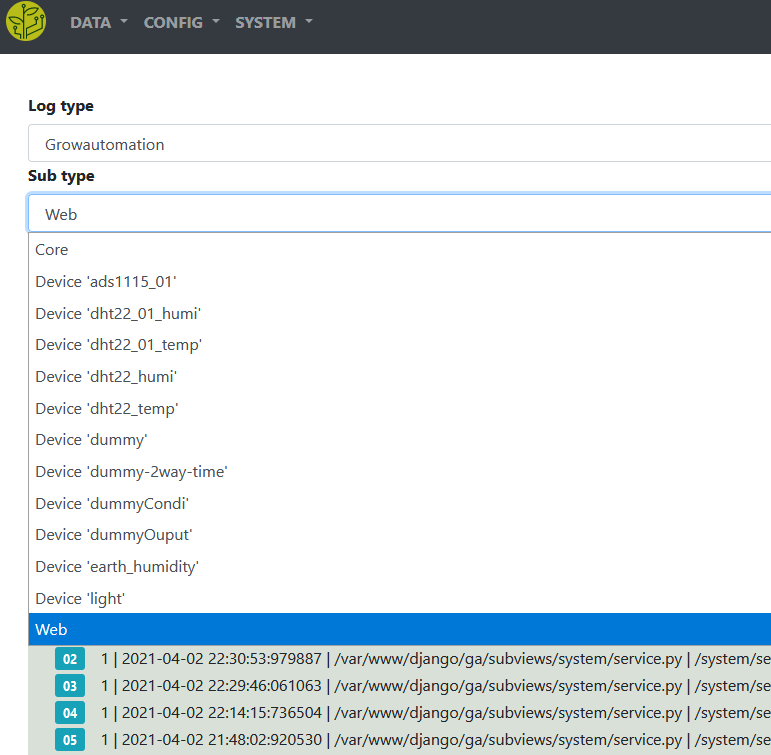 DATA CONFIG SYSTEM
Log type
Growautomation
Sub type
Web
Core
Device 'ads1115_01'
Device 'dht22_01_humi'
Device 'dht22_01_temp'
Device 'dht22_humi'
Device 'dht22_temp'
Device 'dummy'
Device 'dummy-2way-time'
Device 'dummyCondi'
Device 'dummyOuput'
Device 'earth_humidity'
Device 'light'
Web
02 1 | 2021-04-02 22:30:53:979887 | /var/www/django/ga/subviews/system/service.py | /system/se
03 1 | 2021-04-02 22:29:46:061063 | /var/www/django/ga/subviews/system/service.py | /system/se
04 1 | 2021-04-02 22:14:15:736504 | /var/www/django/ga/subviews/system/service.py | /system/se
05 1 | 2021-04-02 21:48:02:920530 | /var/www/django/ga/subviews/system/service.py | /system/se